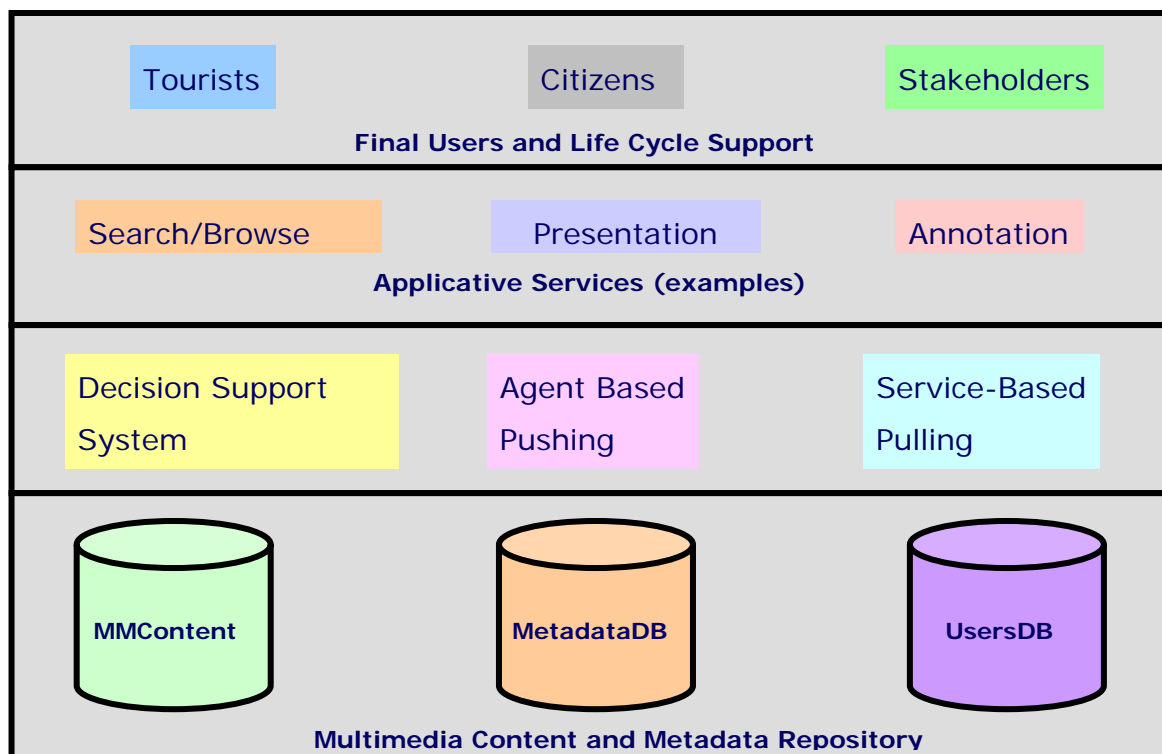 Tourists Citizens Stakeholders
Final Users and Life Cycle Support
Search/Browse Presentation Annotation
Applicative Services (examples)
Decision Support
System
Agent Based
Pushing
Service-Based
Pulling
MMContent MetadataDB UsersDB
Multimedia Content and Metadata Repository